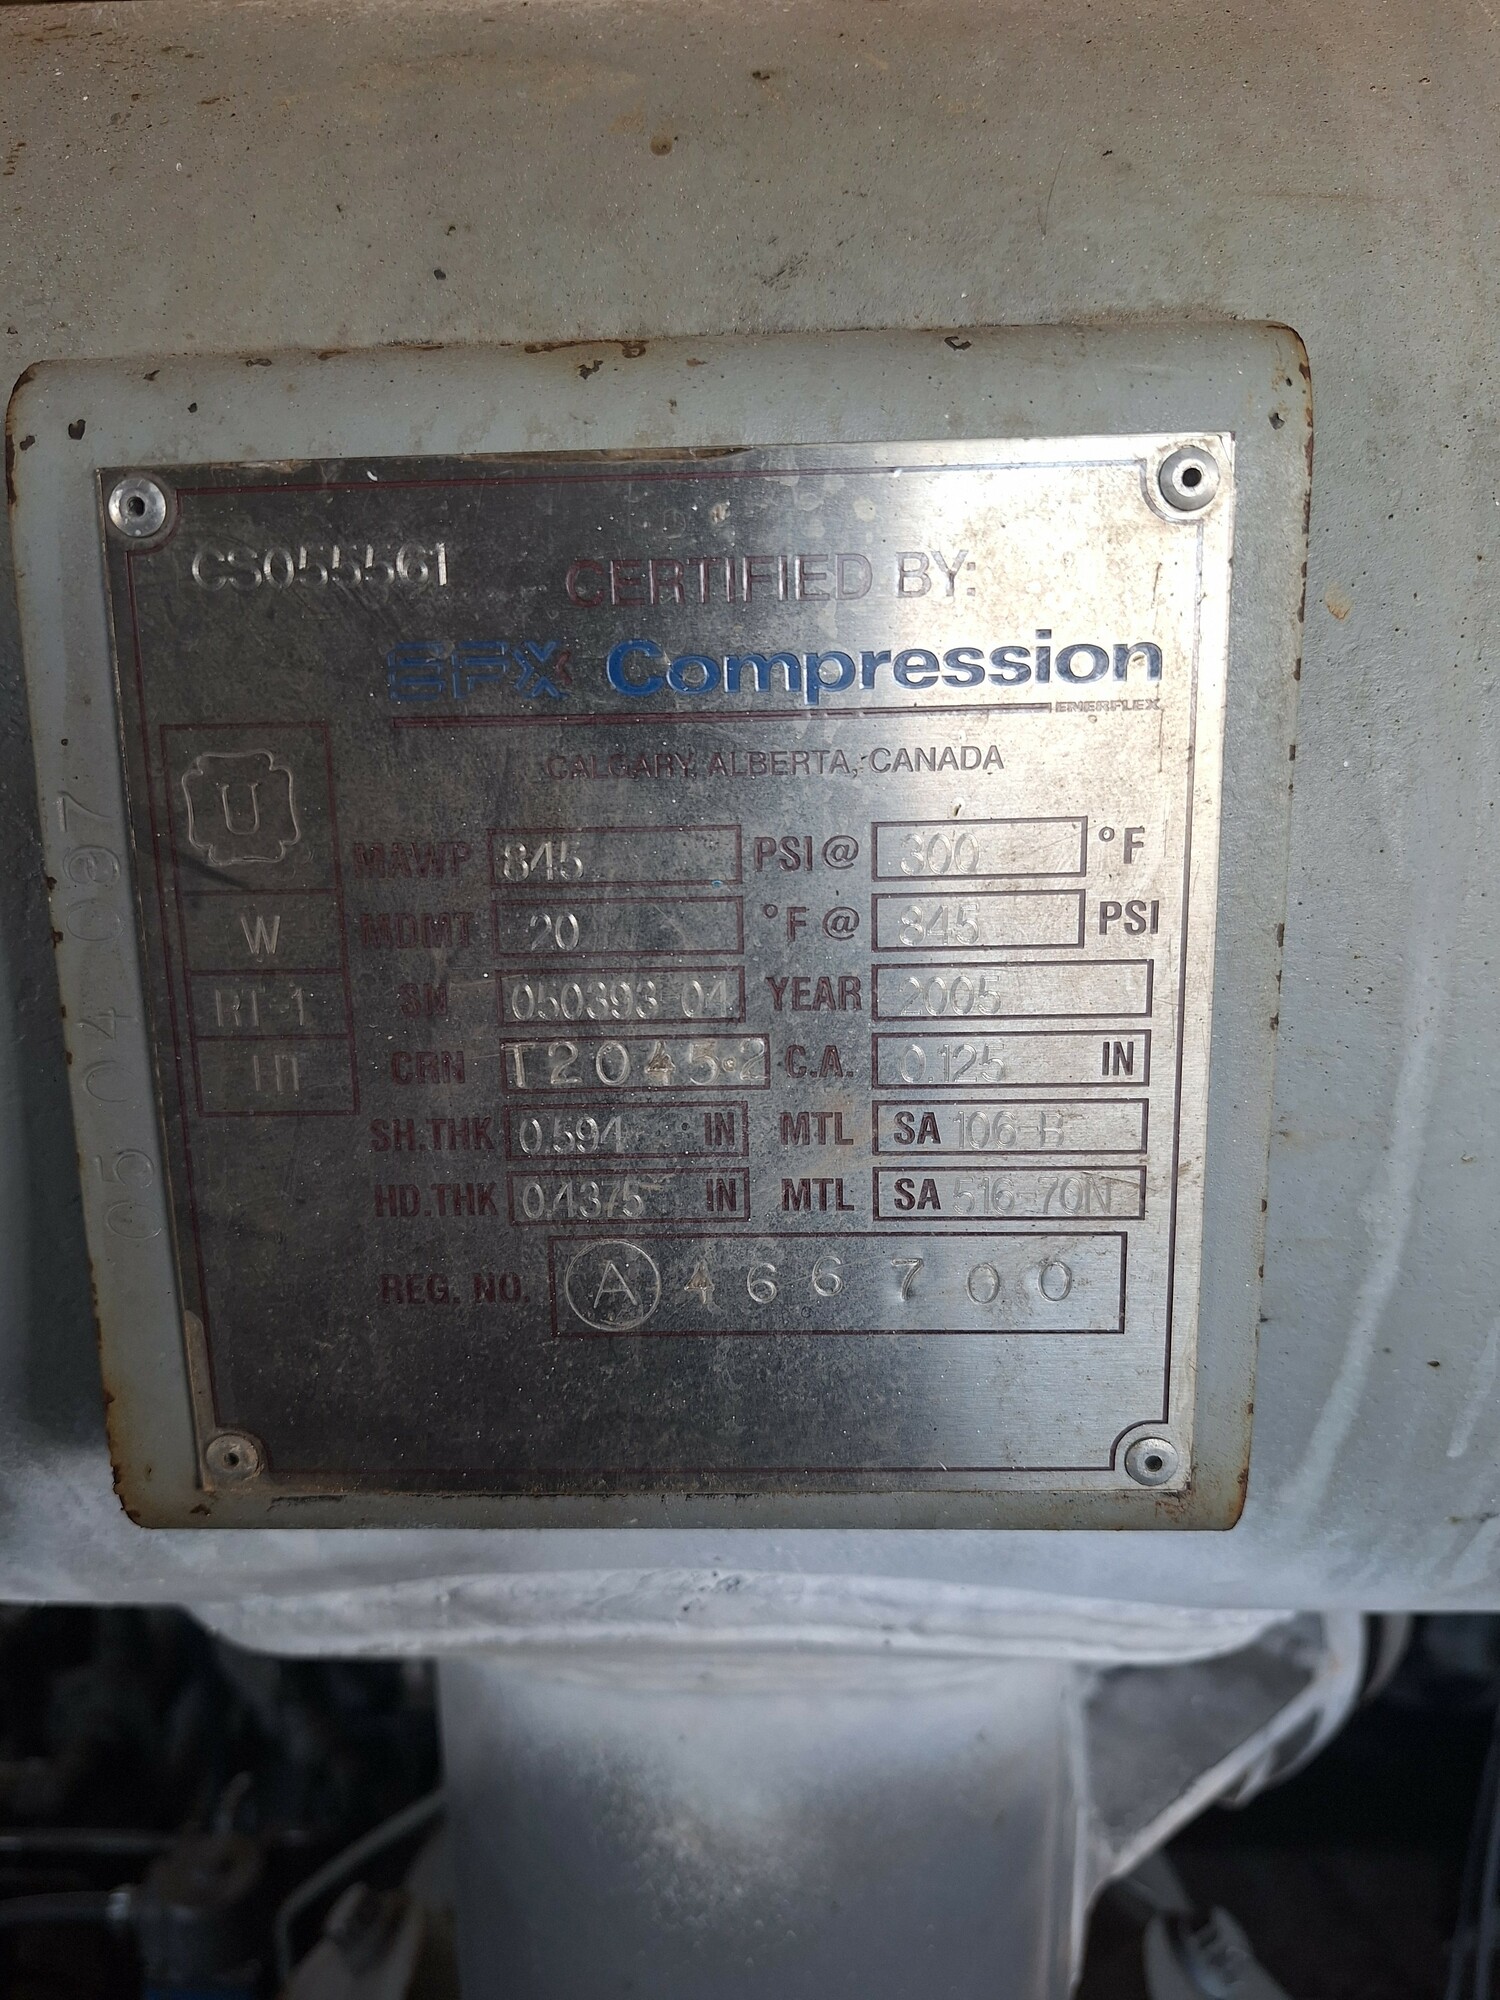 CS055561
CERTIFIED BY:
EFX Compression
ENERFLEX
CALGARY, ALBERTA, CANADA
U
W
RT-1
HT
MAWP 845 PSI @ 300 °F
MDMT 20 °F @ 845 PSI
SN 050393-04 YEAR 2005
CRN T2045.2 C.A. 0.125 IN
SH.THK 0.594 IN MTL SA 106-B
HD.THK 0.4375 IN MTL SA 516-70N
REG. NO. A 466700